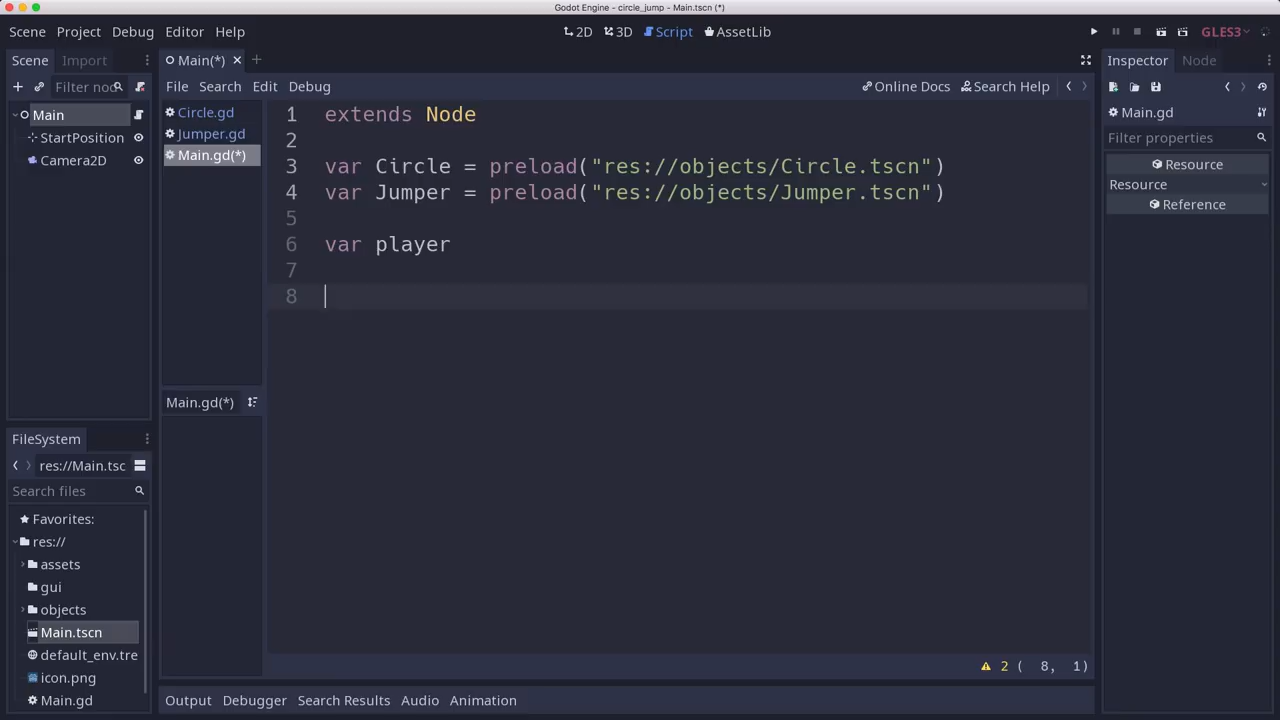 Godot Engine - circle_jump - Main.tscn (*)
Scene Project Debug Editor Help
2D 3D Script AssetLib
GLES3
Scene Import
Filter nod
Main
StartPosition
Camera2D
Main(*)
File Search Edit Debug
Online Docs Search Help
Circle.gd
Jumper.gd
Main.gd(*)
Main.gd(*)
1 extends Node
2
3 var Circle = preload("res://objects/Circle.tscn")
4 var Jumper = preload("res://objects/Jumper.tscn")
5
6 var player
7
8
2 ( 8, 1)
Inspector Node
Main.gd
Filter properties
Resource
Resource
Reference
FileSystem
res://Main.tsc
Search files
Favorites:
res://
assets
gui
objects
Main.tscn
default_env.tre
icon.png
Main.gd
Output Debugger Search Results Audio Animation